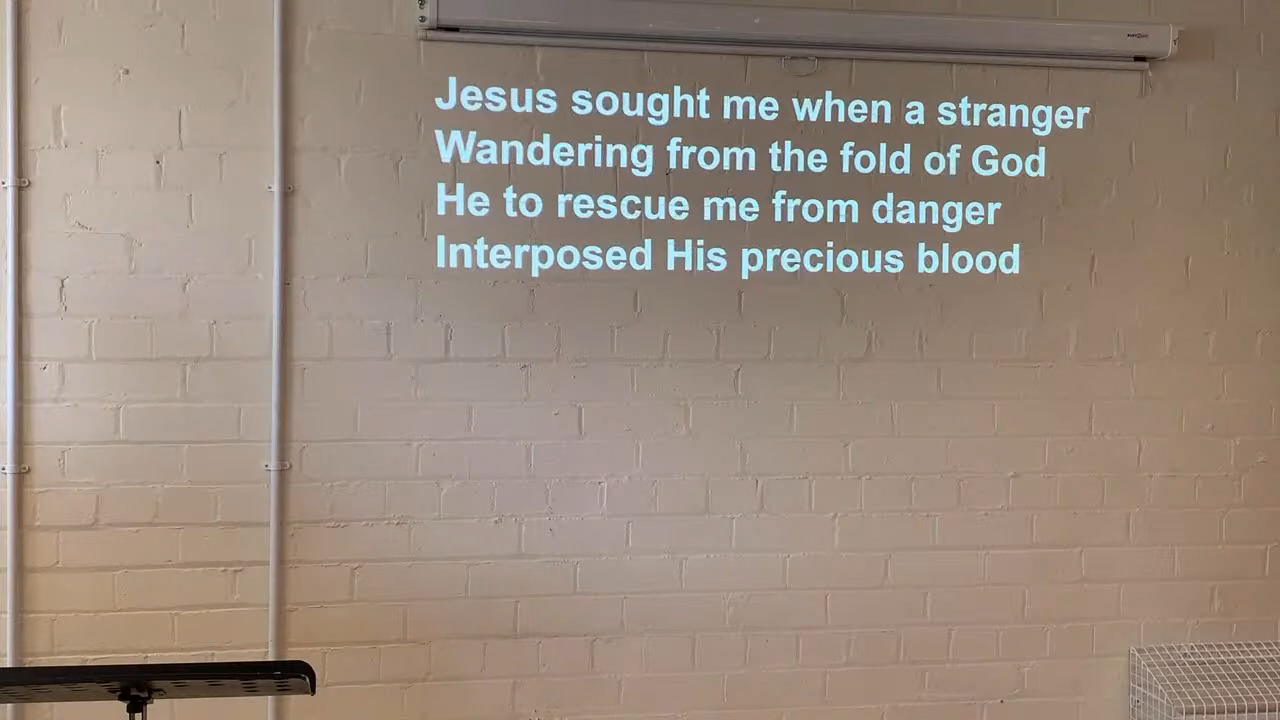 Jesus sought me when a stranger
Wandering from the fold of God
He to rescue me from danger
Interposed His precious blood